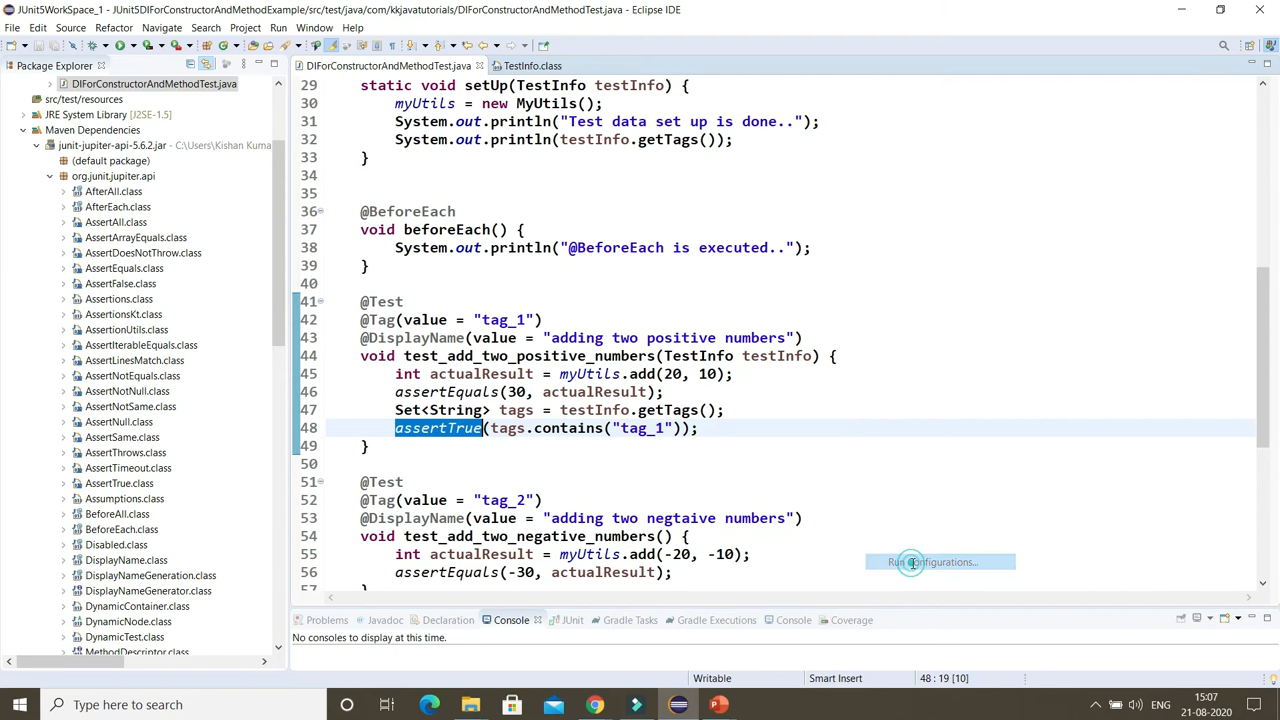 JUnit5WorkSpace_1 - JUnit5DIForConstructorAndMethodExample/src/test/java/com/kkjavatutorials/DIForConstructorAndMethodTest.java - Eclipse IDE
File Edit Source Refactor Navigate Search Project Run Window Help
Package Explorer
DIForConstructorAndMethodTest.java
TestInfo.class
DIForConstructorAndMethodTest.java
src/test/resources
JRE System Library [J2SE-1.5]
Maven Dependencies
junit-jupiter-api-5.6.2.jar - C:\Users\Kishan Kuma
(default package)
org.junit.jupiter.api
AfterAll.class
AfterEach.class
AssertAll.class
AssertArrayEquals.class
AssertDoesNotThrow.class
AssertEquals.class
AssertFalse.class
Assertions.class
AssertionsKt.class
AssertionUtils.class
AssertIterableEquals.class
AssertLinesMatch.class
AssertNotEquals.class
AssertNotNull.class
AssertNotSame.class
AssertNull.class
AssertSame.class
AssertThrows.class
AssertTimeout.class
AssertTrue.class
Assumptions.class
BeforeAll.class
BeforeEach.class
Disabled.class
DisplayName.class
DisplayNameGeneration.class
DisplayNameGenerator.class
DynamicContainer.class
DynamicNode.class
DynamicTest.class
MethodDescriptor.class
29 static void setUp(TestInfo testInfo) {
30 myUtils = new MyUtils();
31 System.out.println("Test data set up is done..");
32 System.out.println(testInfo.getTags());
33 }
34
35
36 @BeforeEach
37 void beforeEach() {
38 System.out.println("@BeforeEach is executed..");
39 }
40
41 @Test
42 @Tag(value = "tag_1")
43 @DisplayName(value = "adding two positive numbers")
44 void test_add_two_positive_numbers(TestInfo testInfo) {
45 int actualResult = myUtils.add(20, 10);
46 assertEquals(30, actualResult);
47 Set<String> tags = testInfo.getTags();
48 assertTrue(tags.contains("tag_1"));
49 }
50
51 @Test
52 @Tag(value = "tag_2")
53 @DisplayName(value = "adding two negtaive numbers")
54 void test_add_two_negative_numbers() {
55 int actualResult = myUtils.add(-20, -10);
56 assertEquals(-30, actualResult);
57 }
Run Configurations...
Problems Javadoc Declaration Console JUnit Gradle Tasks Gradle Executions Console Coverage
No consoles to display at this time.
Writable Smart Insert 48 : 19 [10]
Type here to search
ENG
15:07
21-08-2020